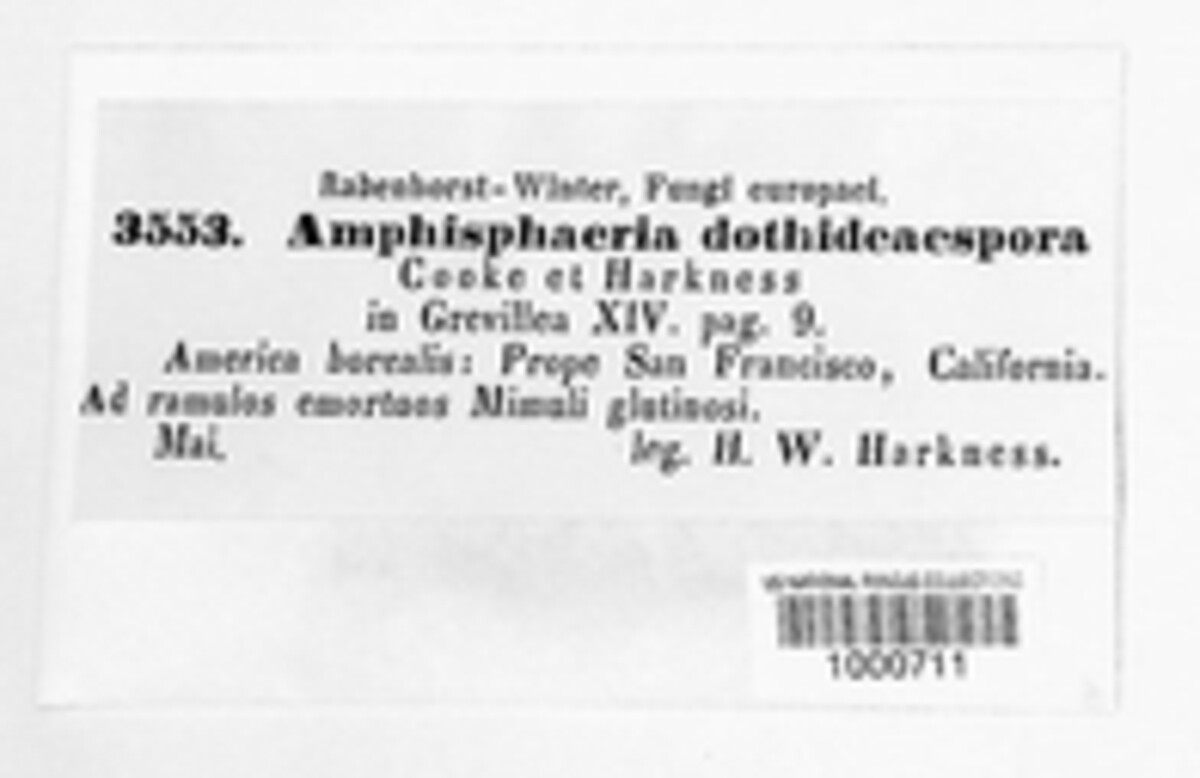 Rabenhorst-Winter, Fungi europaei.
3553. Amphisphaeria dothideaespora
Cooke et Harkness
in Grevillea XIV. pag. 9.
America borealis: Prope San Francisco, California.
Ad ramulos emortuos Mimuli glutinosi.
Mai.
leg. H. W. Harkness.
1000711